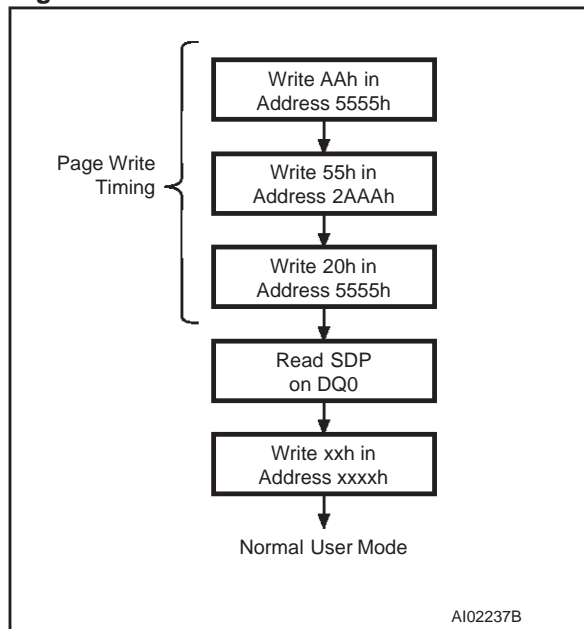 Write AAh in
Address 5555h
Page Write
Timing
Write 55h in
Address 2AAAh
Write 20h in
Address 5555h
Read SDP
on DQ0
Write xxh in
Address xxxxh
Normal User Mode
AI02237B